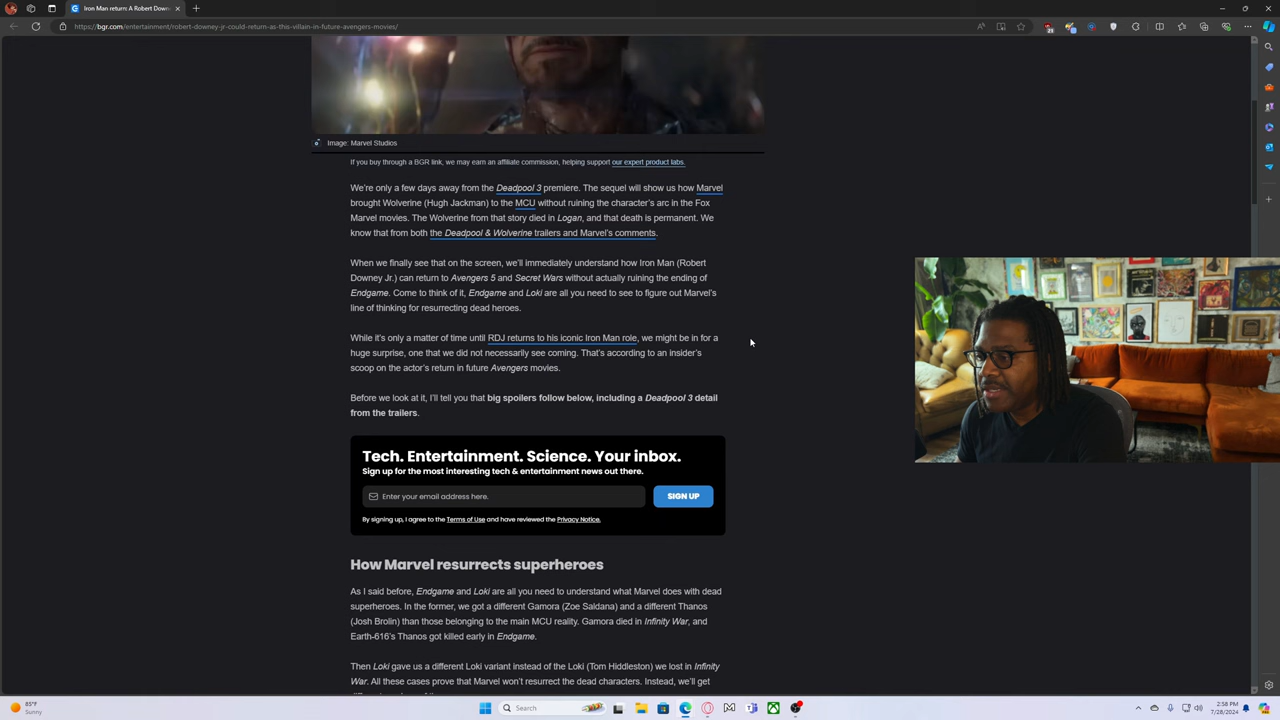 Iron Man return: A Robert Down
https://bgr.com/entertainment/robert-downey-jr-could-return-as-this-villain-in-future-avengers-movies/
23
Image: Marvel Studios
If you buy through a BGR link, we may earn an affiliate commission, helping support our expert product labs.
We’re only a few days away from the Deadpool 3 premiere. The sequel will show us how Marvel
brought Wolverine (Hugh Jackman) to the MCU without ruining the character’s arc in the Fox
Marvel movies. The Wolverine from that story died in Logan, and that death is permanent. We
know that from both the Deadpool & Wolverine trailers and Marvel’s comments.
When we finally see that on the screen, we’ll immediately understand how Iron Man (Robert
Downey Jr.) can return to Avengers 5 and Secret Wars without actually ruining the ending of
Endgame. Come to think of it, Endgame and Loki are all you need to see to figure out Marvel’s
line of thinking for resurrecting dead heroes.
While it’s only a matter of time until RDJ returns to his iconic Iron Man role, we might be in for a
huge surprise, one that we did not necessarily see coming. That’s according to an insider’s
scoop on the actor’s return in future Avengers movies.
Before we look at it, I’ll tell you that big spoilers follow below, including a Deadpool 3 detail
from the trailers.
Tech. Entertainment. Science. Your inbox.
Sign up for the most interesting tech & entertainment news out there.
Enter your email address here.
SIGN UP
By signing up, I agree to the Terms of Use and have reviewed the Privacy Notice.
How Marvel resurrects superheroes
As I said before, Endgame and Loki are all you need to understand what Marvel does with dead
superheroes. In the former, we got a different Gamora (Zoe Saldana) and a different Thanos
(Josh Brolin) than those belonging to the main MCU reality. Gamora died in Infinity War, and
Earth-616’s Thanos got killed early in Endgame.
Then Loki gave us a different Loki variant instead of the Loki (Tom Hiddleston) we lost in Infinity
War. All these cases prove that Marvel won’t resurrect the dead characters. Instead, we’ll get
85°F
Sunny
Search
2:58 PM
7/28/2024